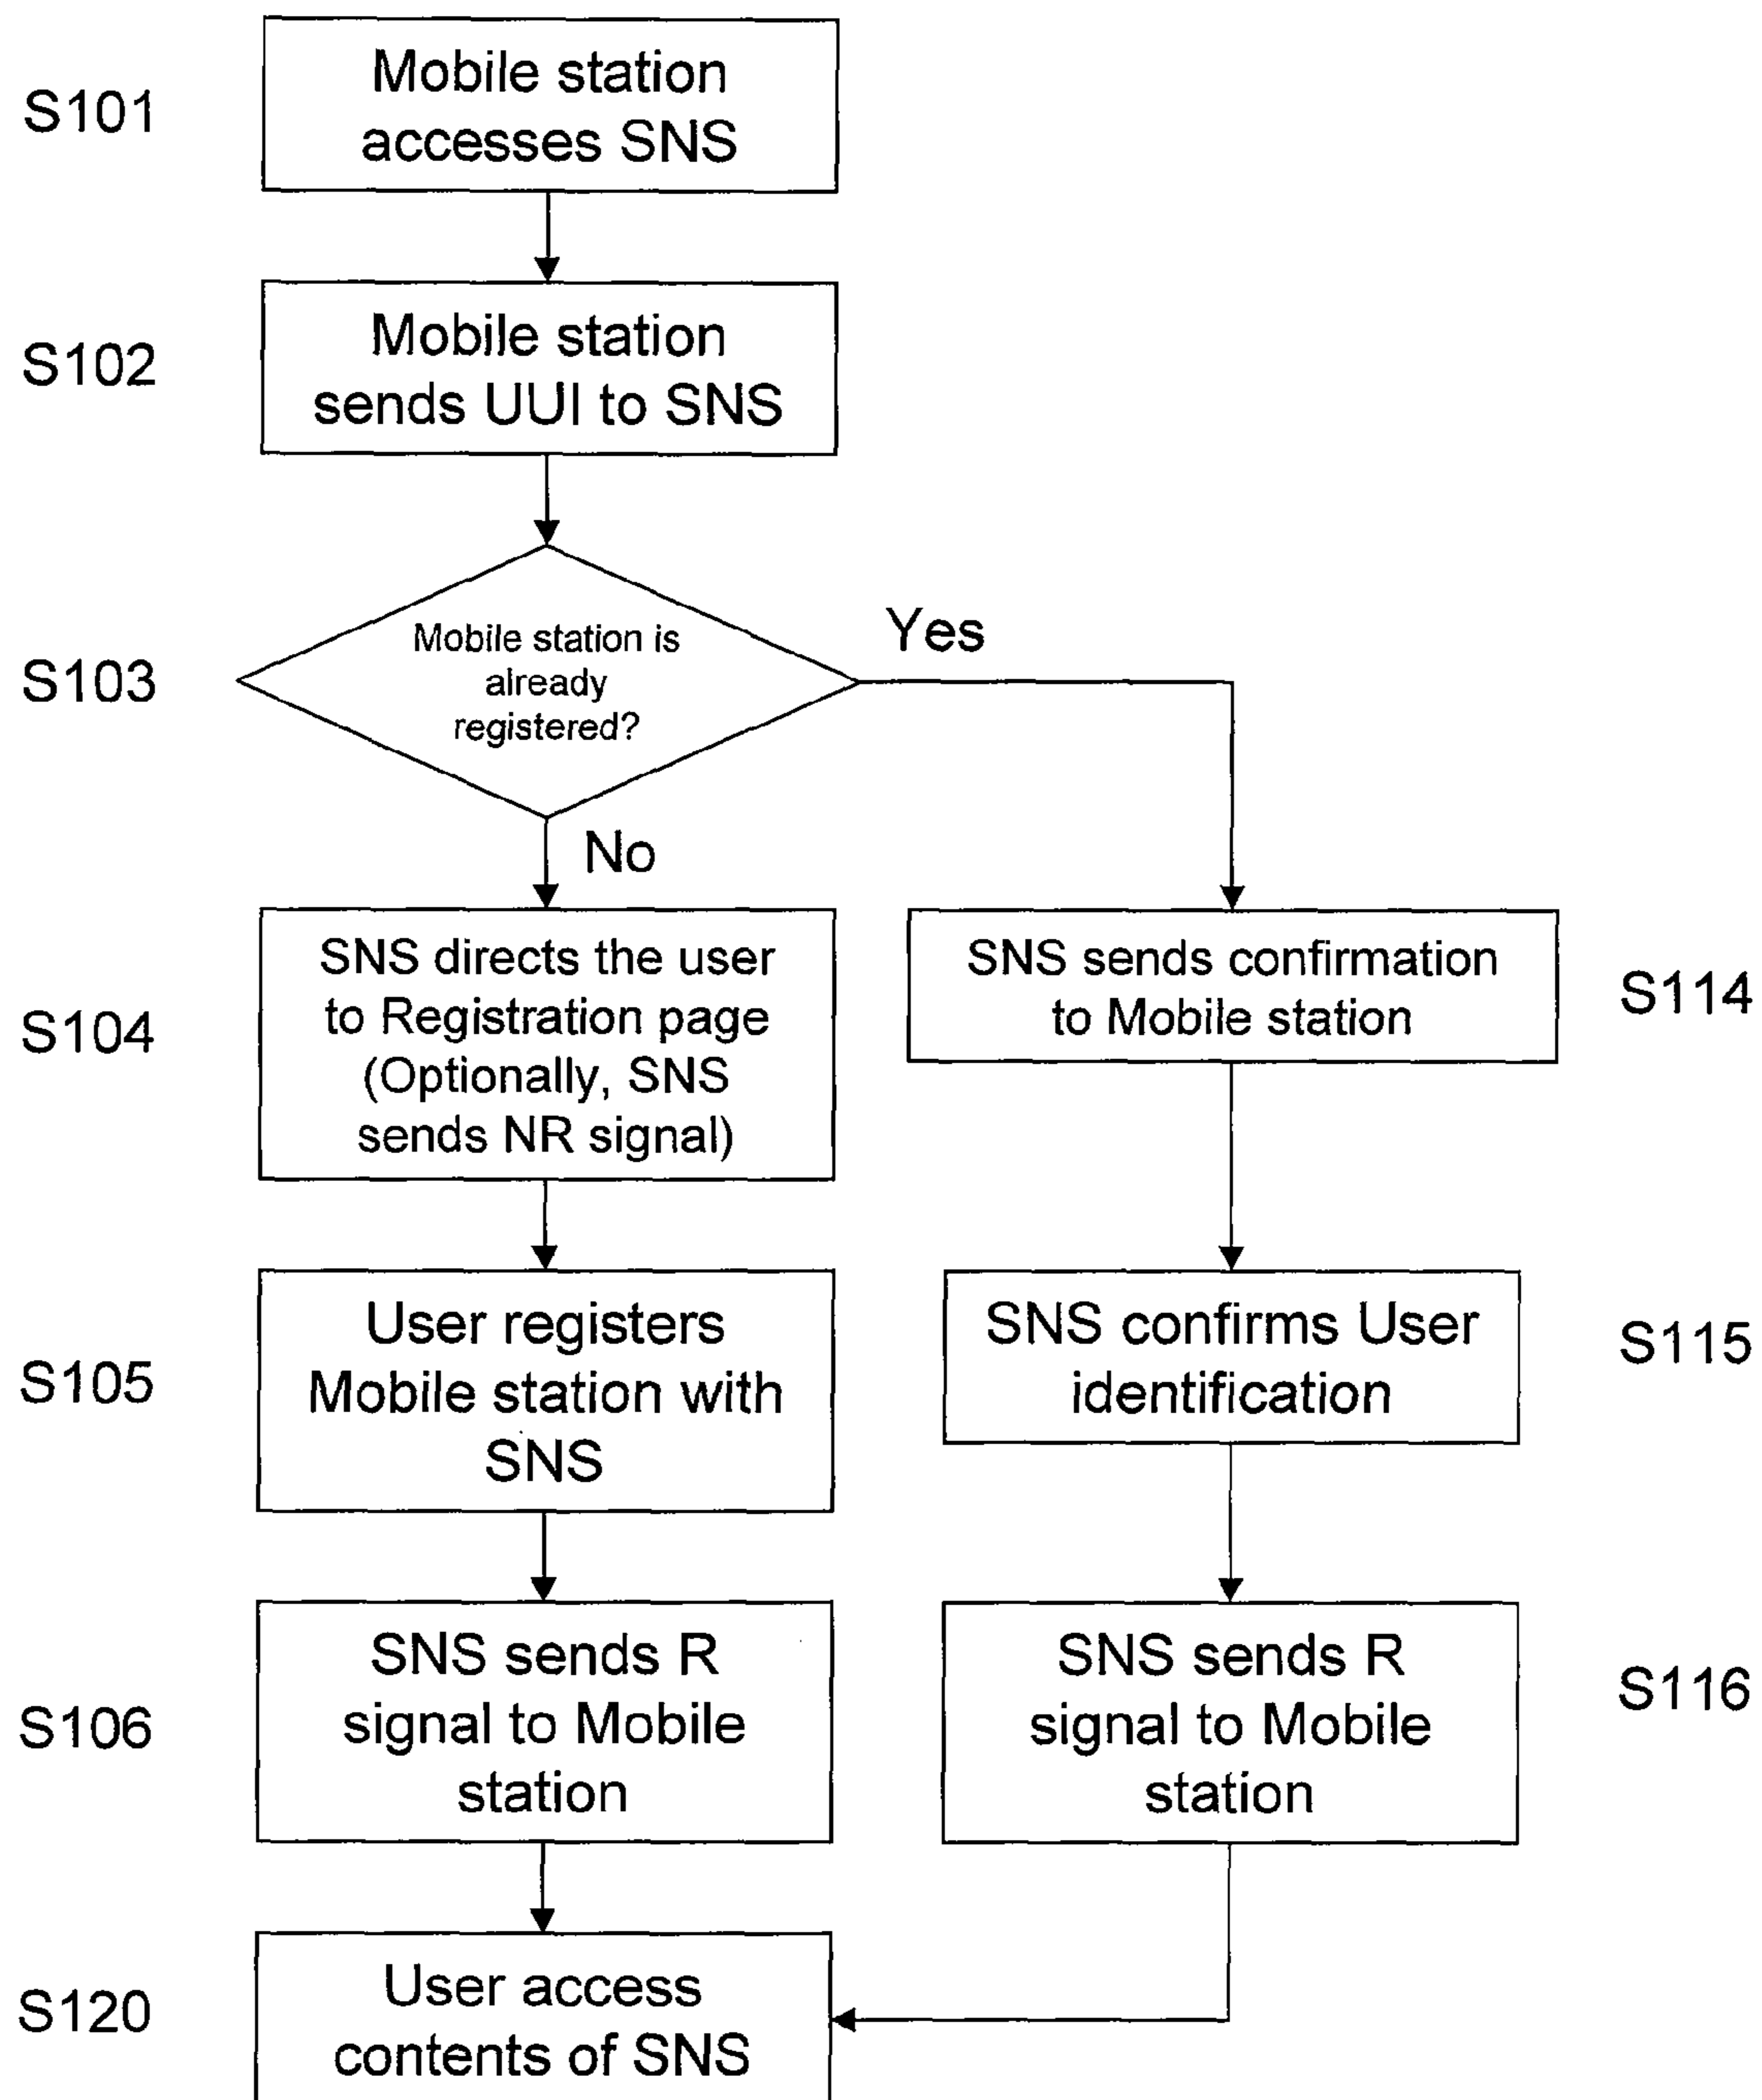 S101
Mobile station
accesses SNS
S102
Mobile station
sends UUI to SNS
S103
Mobile station is
already
registered?
Yes
No
S104
SNS directs the user
to Registration page
(Optionally, SNS
sends NR signal)
SNS sends confirmation
to Mobile station
S114
S105
User registers
Mobile station with
SNS
SNS confirms User
identification
S115
S106
SNS sends R
signal to Mobile
station
SNS sends R
signal to Mobile
station
S116
S120
User access
contents of SNS